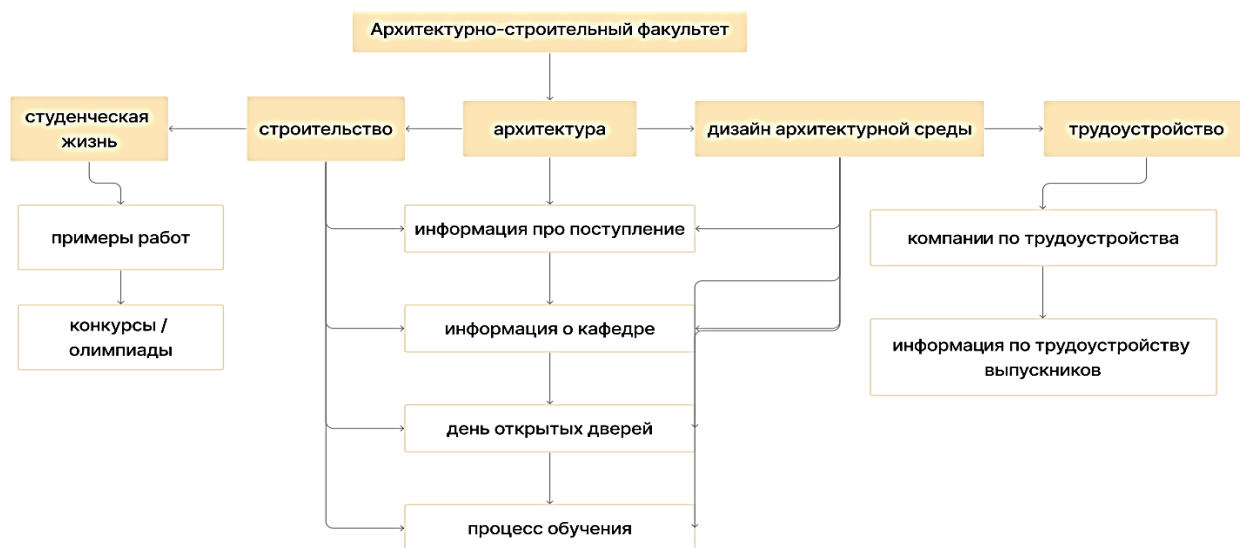 Архитектурно-строительный факультет
студенческая
жизнь
строительство
архитектура
дизайн архитектурной среды
трудоустройство
примеры работ
информация про поступление
компании по трудоустройства
конкурсы /
олимпиады
информация о кафедре
информация по трудоустройству
выпускников
день открытых дверей
процесс обучения